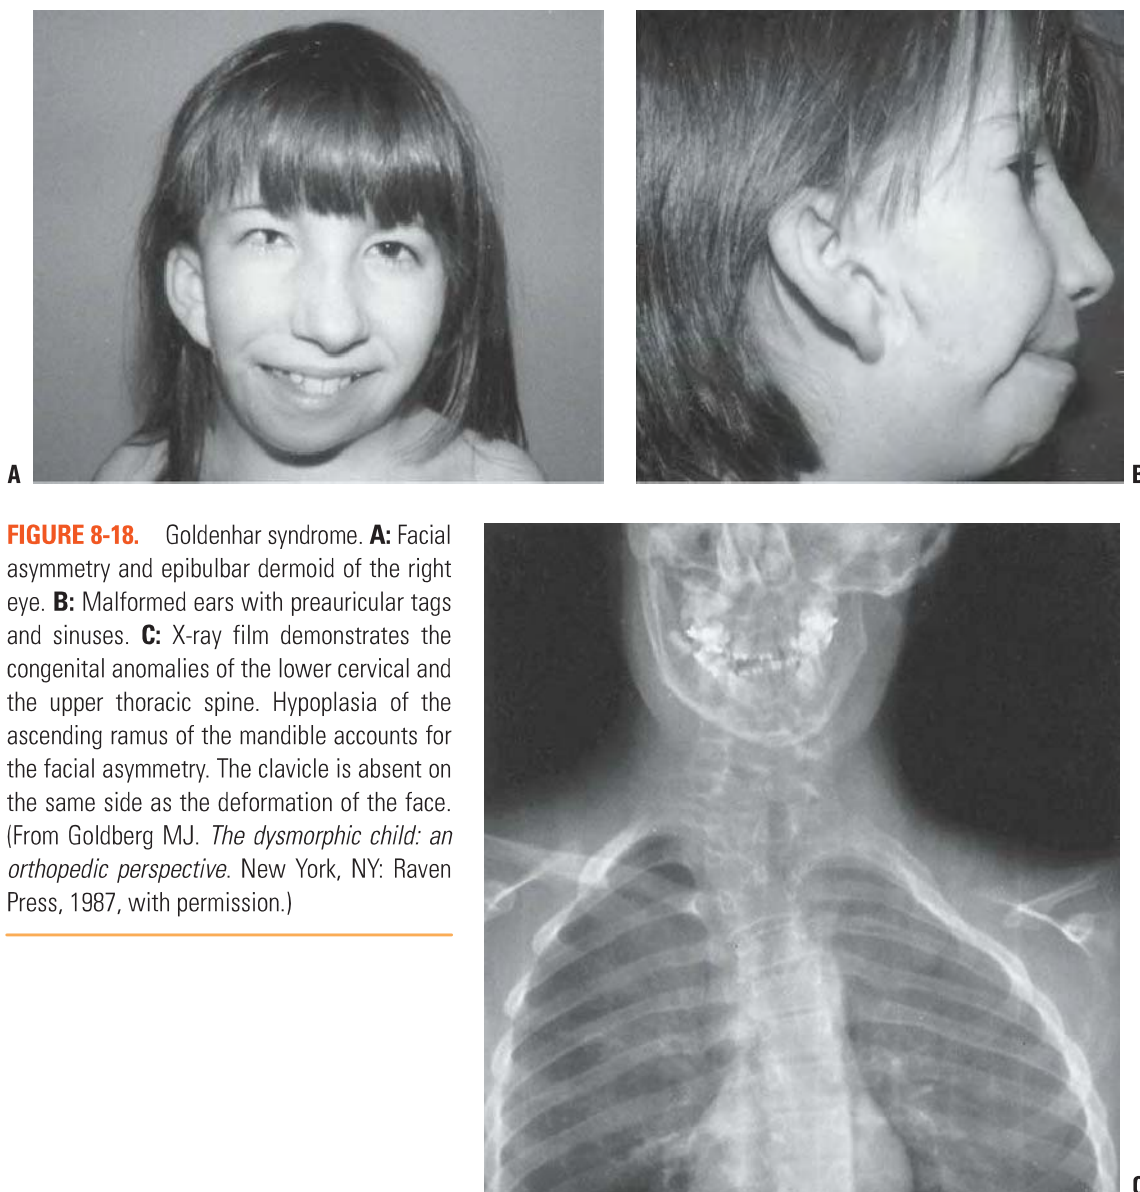 A
B
FIGURE 8-18. Goldenhar syndrome. A: Facial
asymmetry and epibulbar dermoid of the right
eye. B: Malformed ears with preauricular tags
and sinuses. C: X-ray film demonstrates the
congenital anomalies of the lower cervical and
the upper thoracic spine. Hypoplasia of the
ascending ramus of the mandible accounts for
the facial asymmetry. The clavicle is absent on
the same side as the deformation of the face.
(From Goldberg MJ. The dysmorphic child: an
orthopedic perspective. New York, NY: Raven
Press, 1987, with permission.)
C